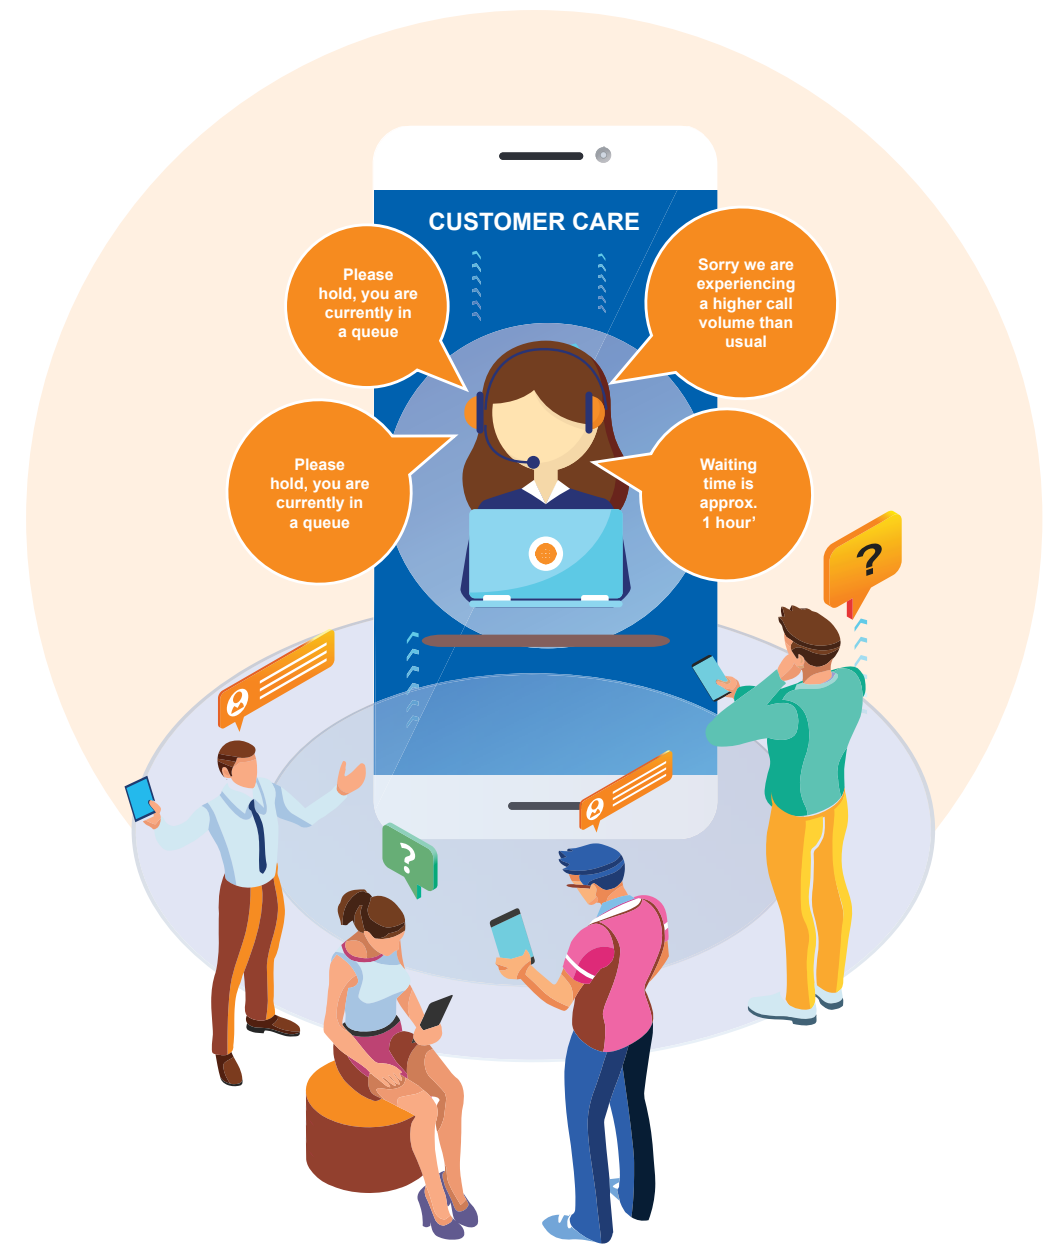 CUSTOMER CARE
Please
hold, you are
currently in
a queue
Sorry we are
experiencing
a higher call
volume than
usual
Please
hold, you are
currently in
a queue
Waiting
time is
approx.
1 hour’
?
?